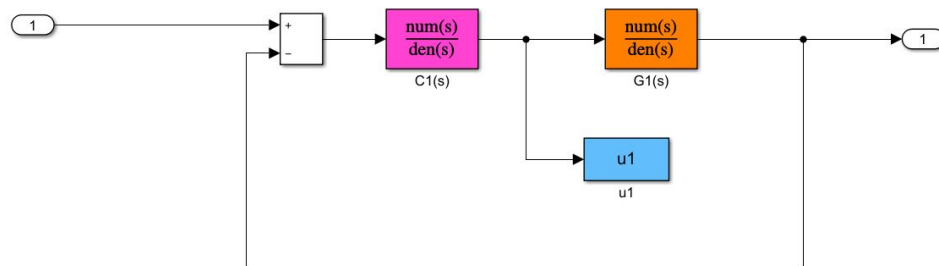 1
+
−
num(s)
den(s)
C1(s)
num(s)
den(s)
G1(s)
1
u1
u1